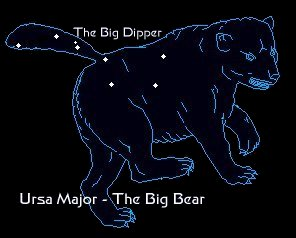 The Big Dipper
Ursa Major - The Big Bear